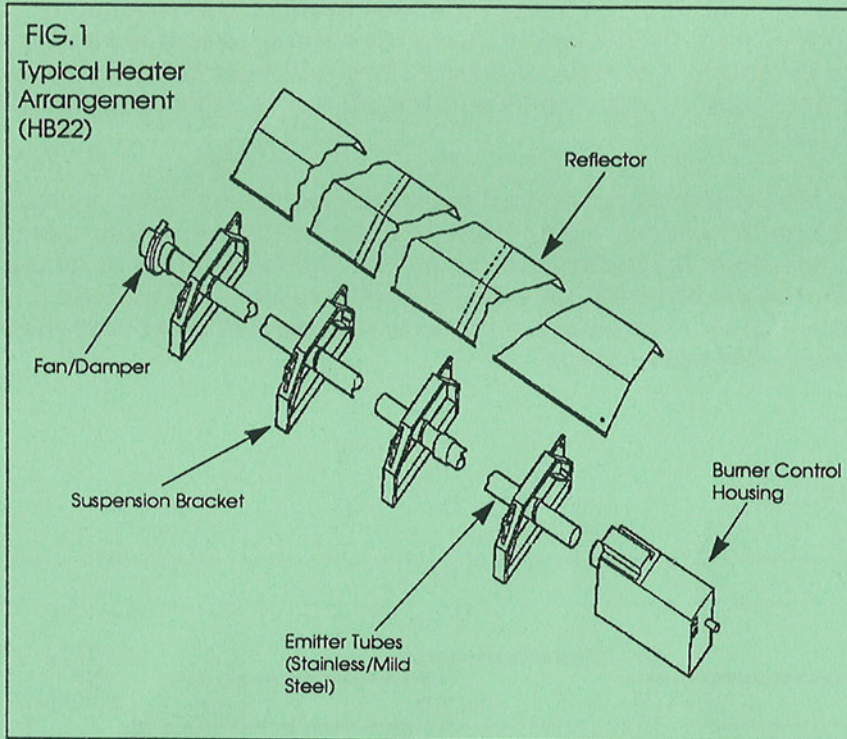 FIG.1
Typical Heater
Arrangement
(HB22)
Reflector
Fan/Damper
Suspension Bracket
Burner Control
Housing
Emitter Tubes
(Stainless/Mild
Steel)